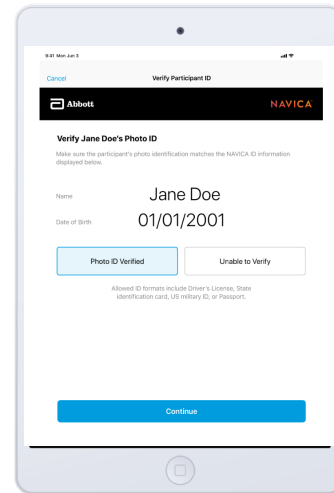 9:41 Mon Jun 3
Cancel
Verify Participant ID
Abbott
NAVICA
Verify Jane Doe's Photo ID
Make sure the participant's photo identification matches the NAVICA ID information
displayed below.
Name
Jane Doe
Date of Birth
01/01/2001
Photo ID Verified
Unable to Verify
Allowed ID formats include Driver's License, State
identification card, US military ID, or Passport.
Continue